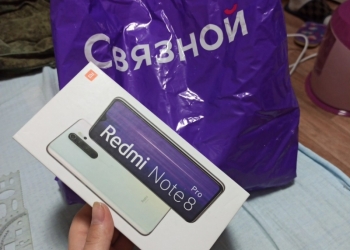 Связной
Redmi
Note 8
Pro